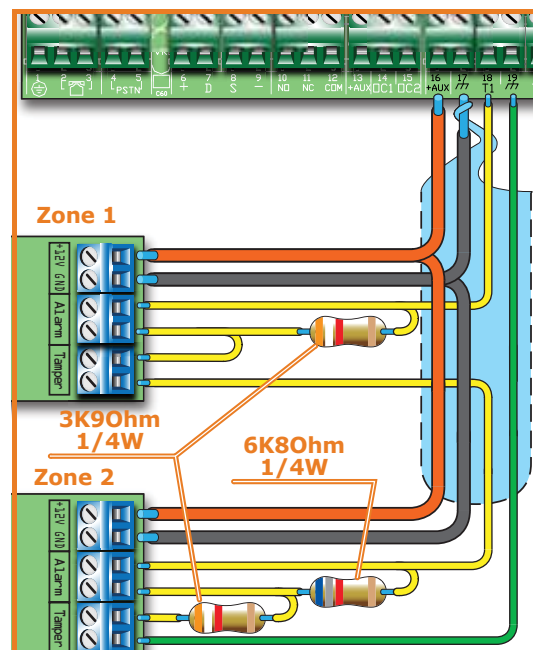 VR
1 2 3 4 5 6 7 8 9 10 11 12 13 14 15 16 17 18 19
PSTN C60 + D S - NO NC COM +AUX OC1 OC2 +AUX T1
Zone 1
+12V GND
Alarm
Tamper
3K9Ohm
1/4W
6K8Ohm
1/4W
Zone 2
+12V GND
Alarm
Tamper